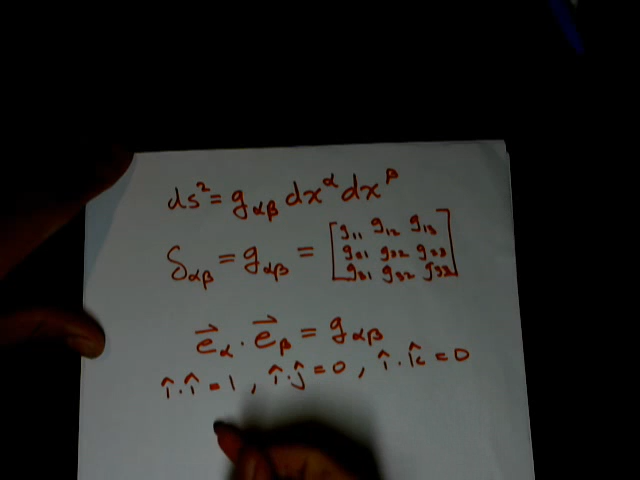 ds² = g_αβ dx^α dx^β
δ_αβ = g_αβ = [g₁₁ g₁₂ g₁₃
g₂₁ g₂₂ g₂₃
g₃₁ g₃₂ g₃₃]
e⃗_α · e⃗_β = g_αβ
î·î = 1, î·ĵ = 0, î·k̂ = 0